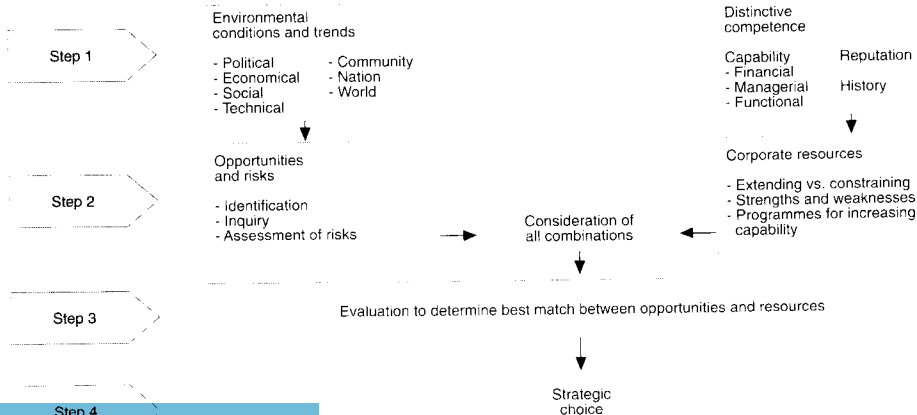 Step 1
Environmental
conditions and trends
- Political
- Economical
- Social
- Technical
- Community
- Nation
- World
Distinctive
competence
Capability
- Financial
- Managerial
- Functional
Reputation
History
Step 2
Opportunities
and risks
- Identification
- Inquiry
- Assessment of risks
Consideration of
all combinations
Corporate resources
- Extending vs. constraining
- Strengths and weaknesses
- Programmes for increasing
capability
Step 3
Evaluation to determine best match between opportunities and resources
Step 4
Strategic
choice